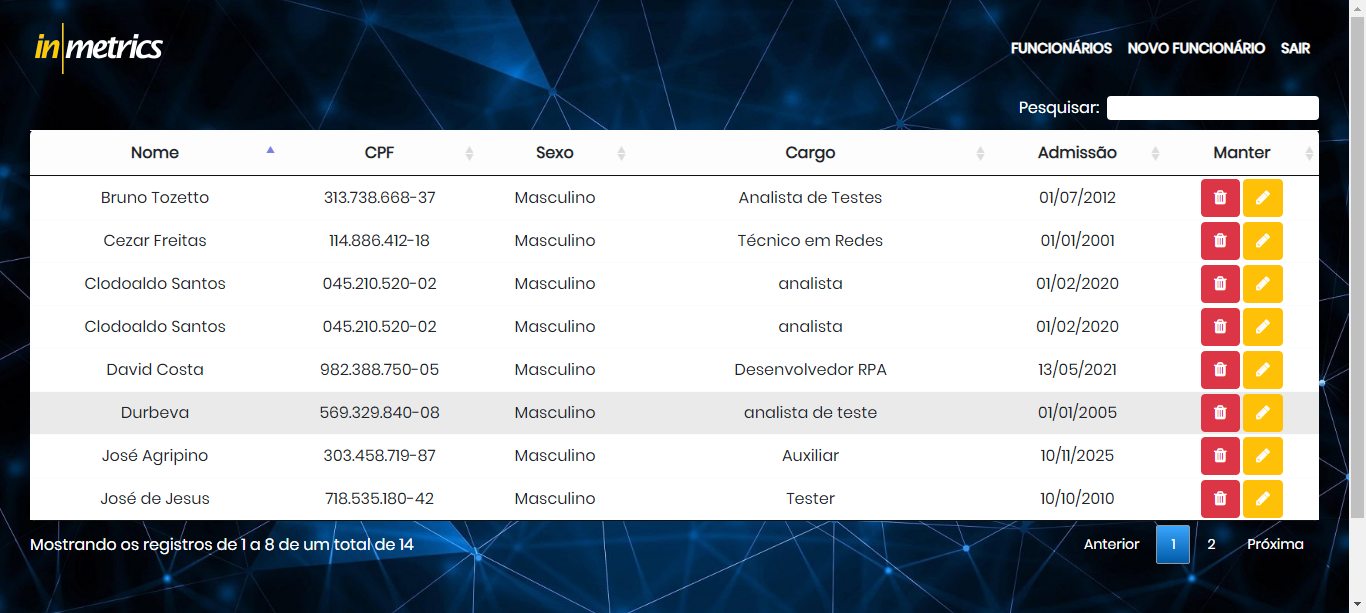 in|metrics
FUNCIONÁRIOS NOVO FUNCIONÁRIO SAIR
Pesquisar:
Nome CPF Sexo Cargo Admissão Manter
Bruno Tozetto 313.738.668-37 Masculino Analista de Testes 01/07/2012
Cezar Freitas 114.886.412-18 Masculino Técnico em Redes 01/01/2001
Clodoaldo Santos 045.210.520-02 Masculino analista 01/02/2020
Clodoaldo Santos 045.210.520-02 Masculino analista 01/02/2020
David Costa 982.388.750-05 Masculino Desenvolvedor RPA 13/05/2021
Durbeva 569.329.840-08 Masculino analista de teste 01/01/2005
José Agripino 303.458.719-87 Masculino Auxiliar 10/11/2025
José de Jesus 718.535.180-42 Masculino Tester 10/10/2010
Mostrando os registros de 1 a 8 de um total de 14 Anterior 1 2 Próxima